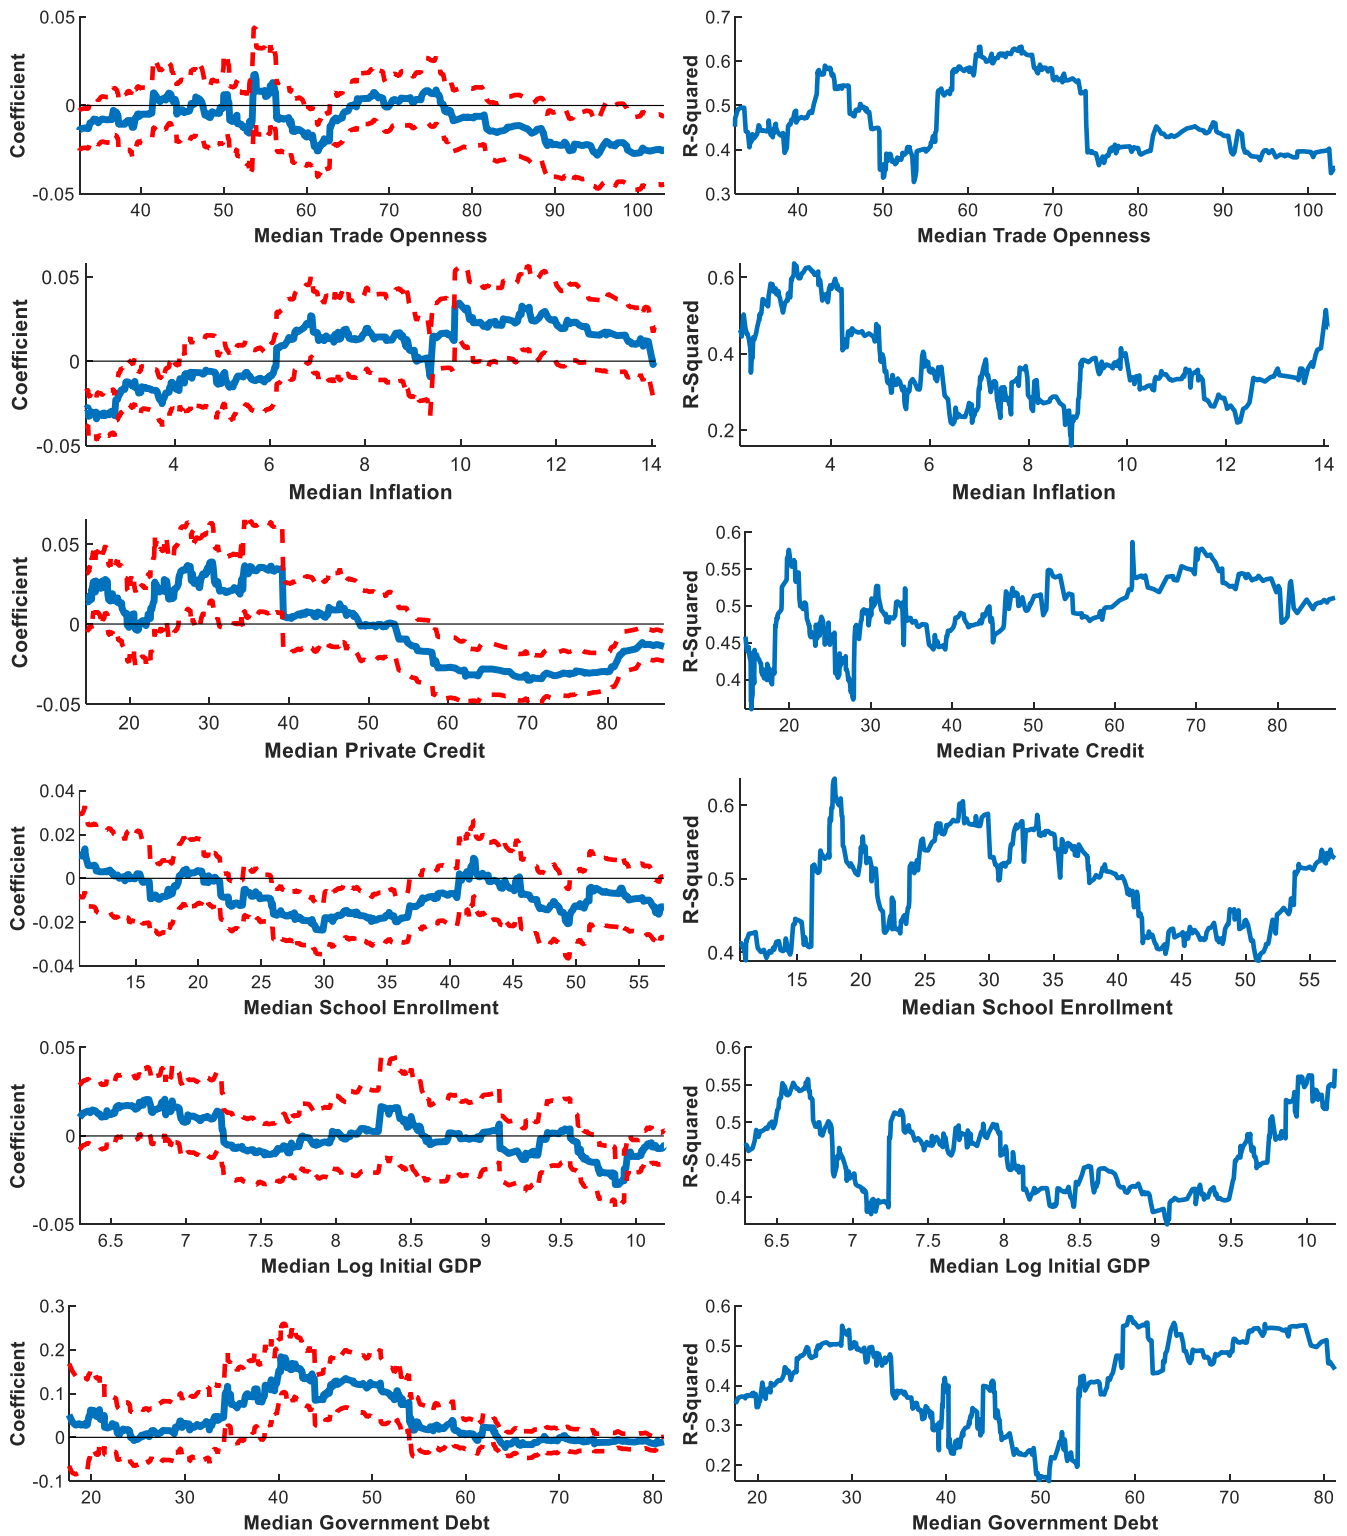 0.05
0
-0.05
Coefficient
40 50 60 70 80 90 100
Median Trade Openness
0.7
0.6
0.5
0.4
0.3
R-Squared
40 50 60 70 80 90 100
Median Trade Openness
0.05
0
-0.05
Coefficient
4 6 8 10 12 14
Median Inflation
0.6
0.4
0.2
R-Squared
4 6 8 10 12 14
Median Inflation
0.05
0
-0.05
Coefficient
20 30 40 50 60 70 80
Median Private Credit
0.6
0.55
0.5
0.45
0.4
R-Squared
20 30 40 50 60 70 80
Median Private Credit
0.04
0.02
0
-0.02
-0.04
Coefficient
15 20 25 30 35 40 45 50 55
Median School Enrollment
0.6
0.5
0.4
R-Squared
15 20 25 30 35 40 45 50 55
Median School Enrollment
0.05
0
-0.05
Coefficient
6.5 7 7.5 8 8.5 9 9.5 10
Median Log Initial GDP
0.6
0.55
0.5
0.45
0.4
R-Squared
6.5 7 7.5 8 8.5 9 9.5 10
Median Log Initial GDP
0.3
0.2
0.1
0
-0.1
Coefficient
20 30 40 50 60 70 80
Median Government Debt
0.6
0.5
0.4
0.3
0.2
R-Squared
20 30 40 50 60 70 80
Median Government Debt